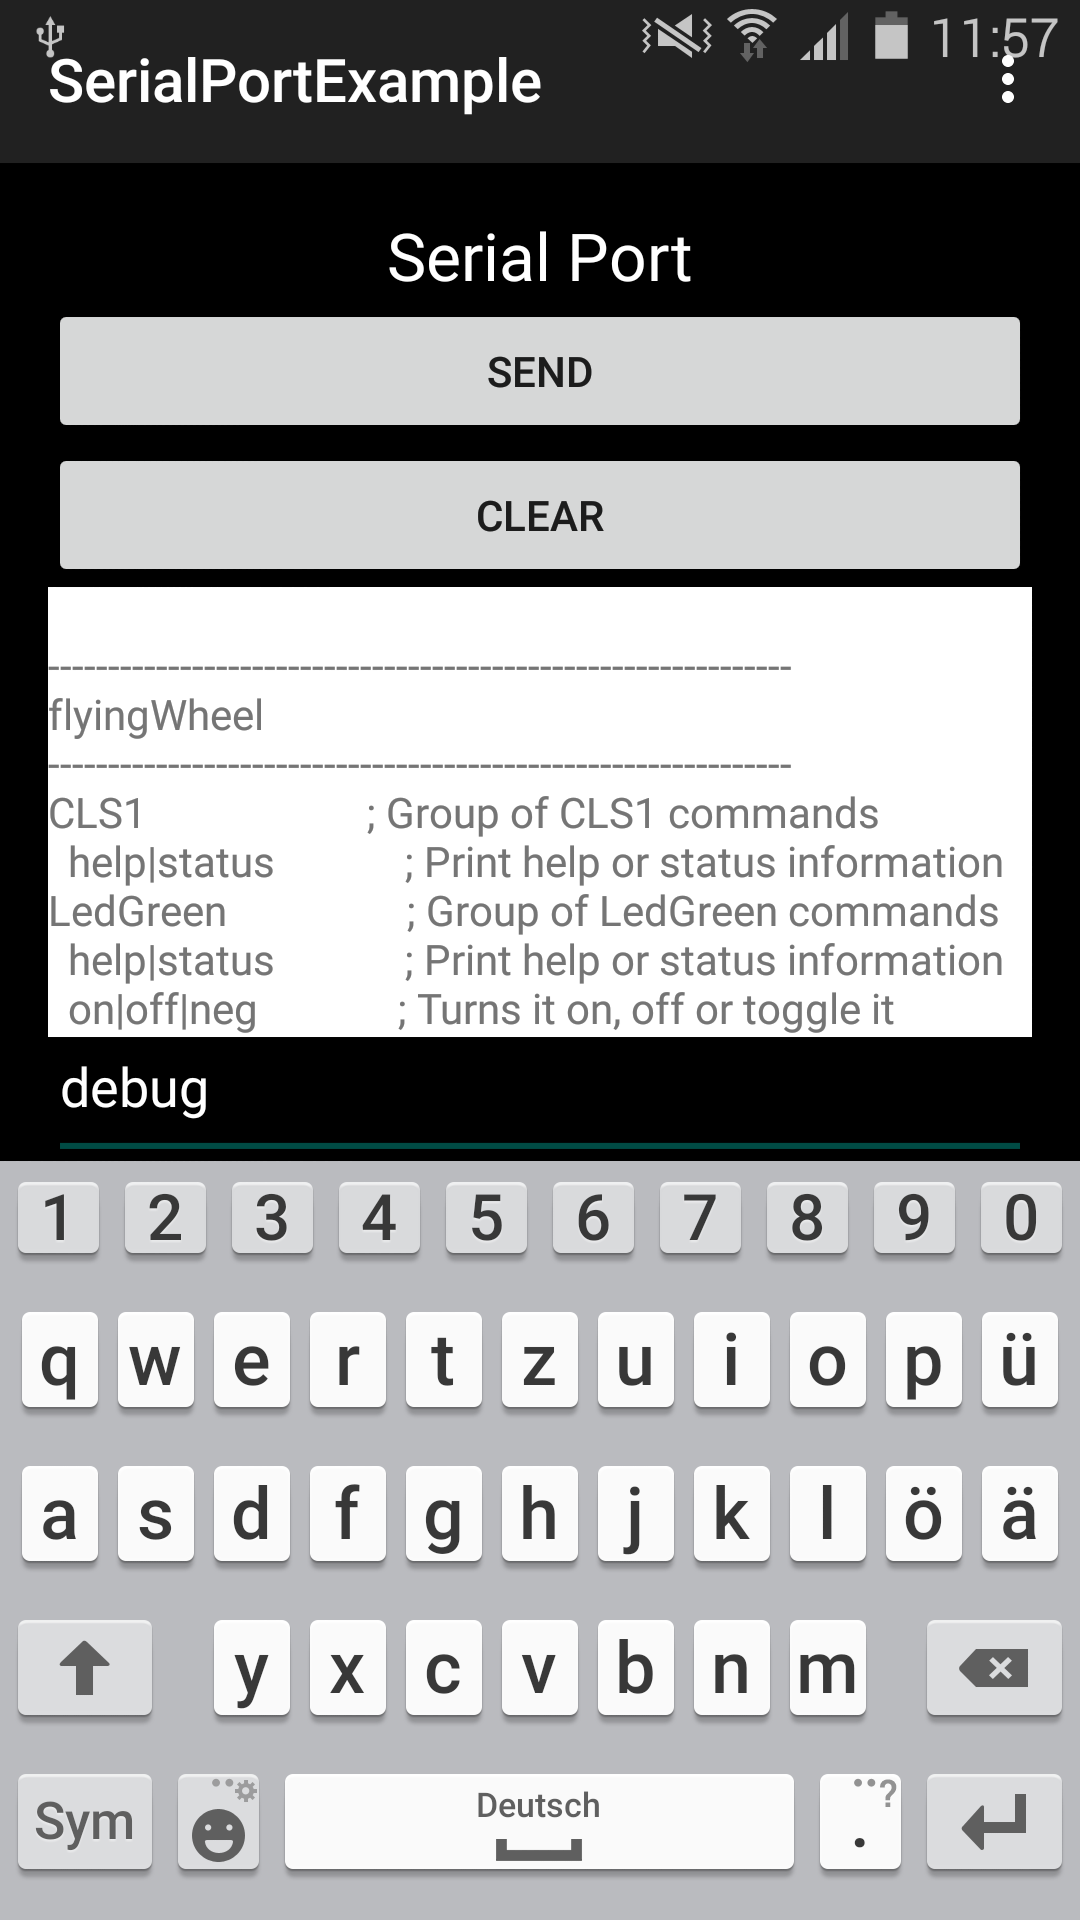 11:57
SerialPortExample
Serial Port
SEND
CLEAR
--------------------------------------------------------------
flyingWheel
--------------------------------------------------------------
CLS1 ; Group of CLS1 commands
help|status ; Print help or status information
LedGreen ; Group of LedGreen commands
help|status ; Print help or status information
on|off|neg ; Turns it on, off or toggle it
debug
1 2 3 4 5 6 7 8 9 0
q w e r t z u i o p ü
a s d f g h j k l ö ä
y x c v b n m
Sym Deutsch . ?